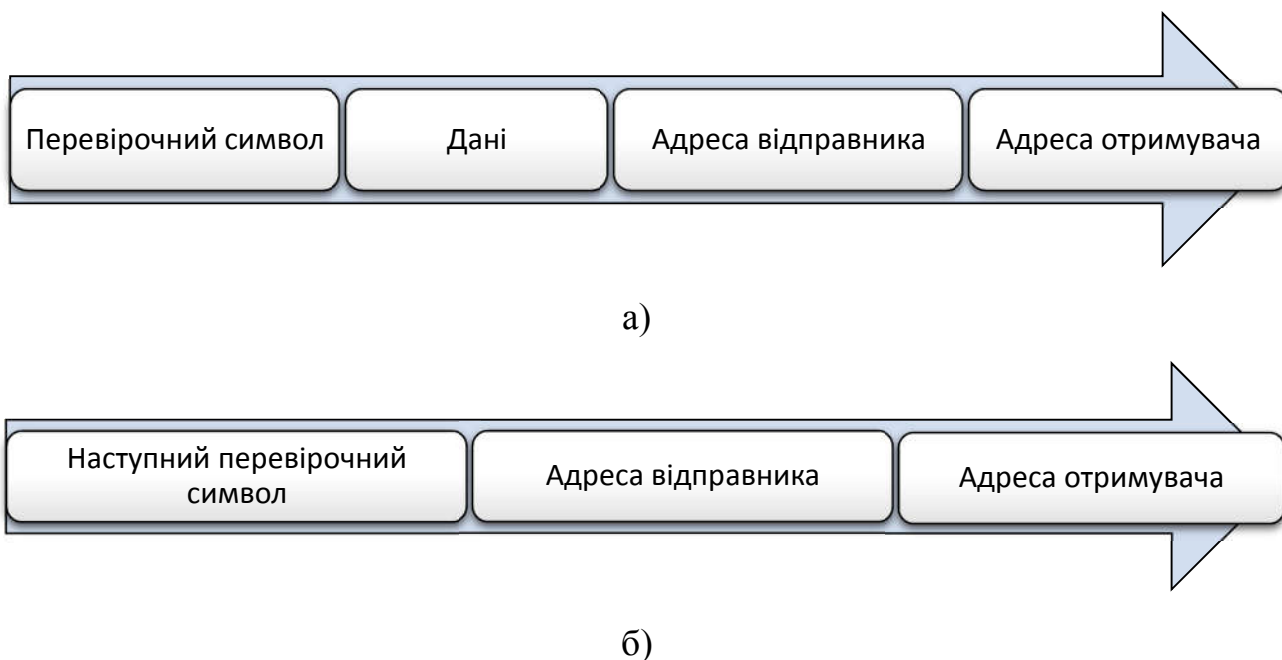 Перевірочний символ
Дані
Адреса відправника
Адреса отримувача
а)
Наступний перевірочний
символ
Адреса відправника
Адреса отримувача
б)